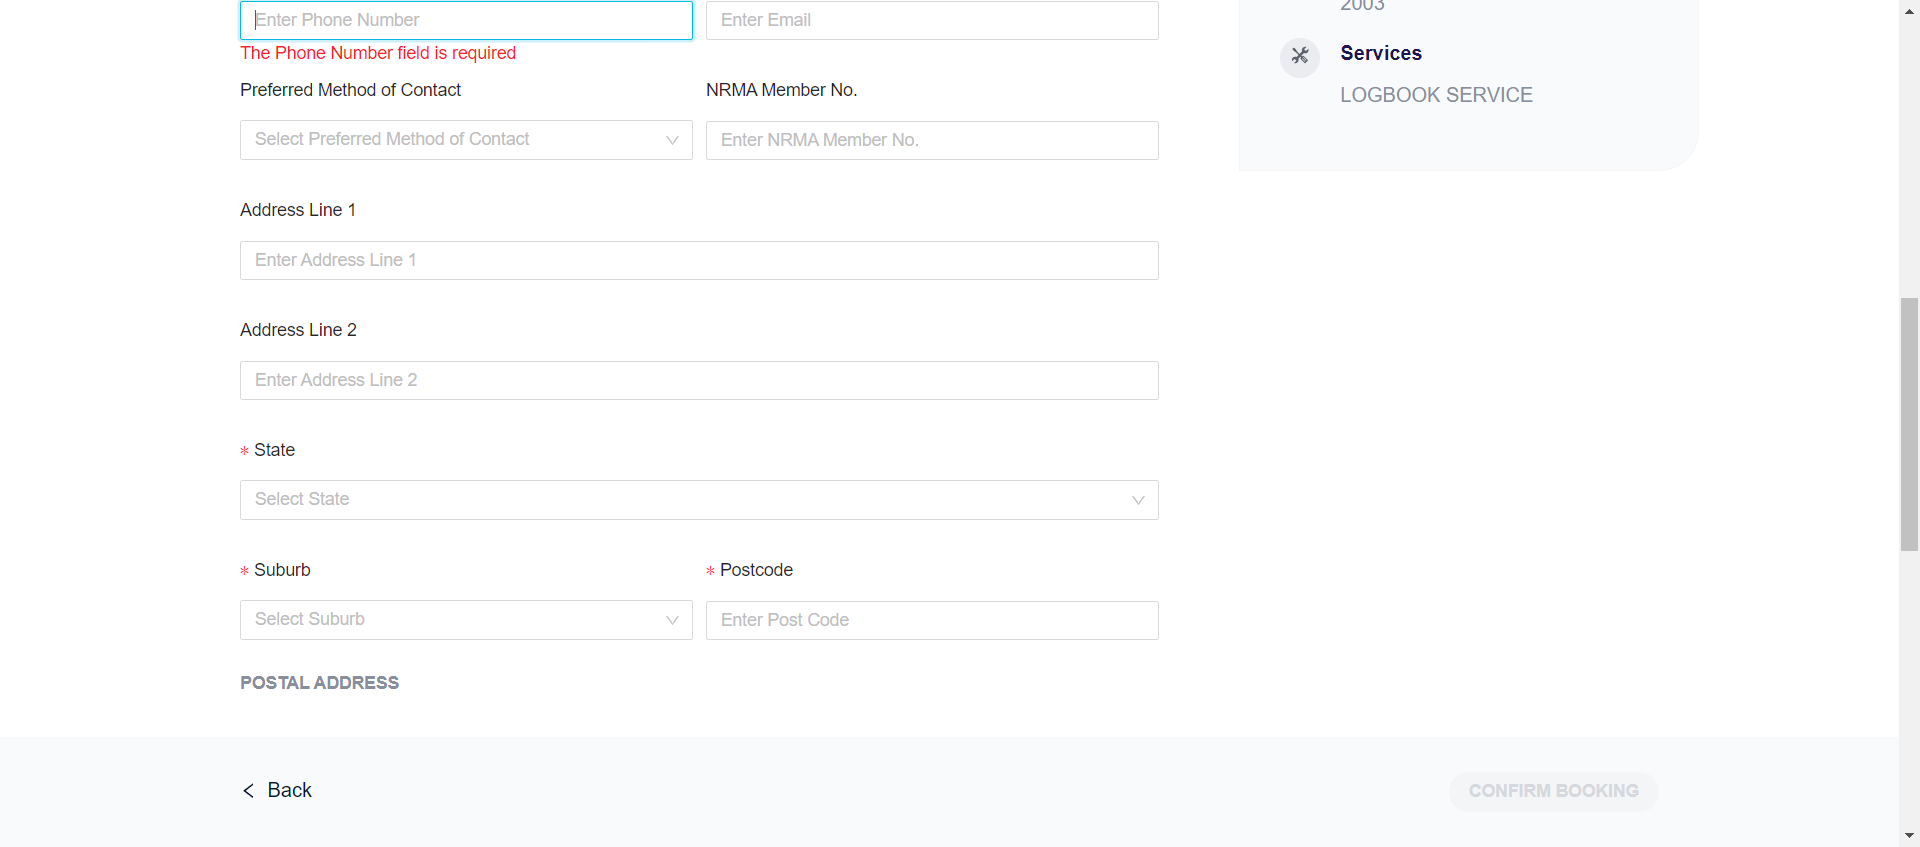 Enter Phone Number
Enter Email
The Phone Number field is required
Preferred Method of Contact
NRMA Member No.
Select Preferred Method of Contact
Enter NRMA Member No.
Address Line 1
Enter Address Line 1
Address Line 2
Enter Address Line 2
* State
Select State
* Suburb
* Postcode
Select Suburb
Enter Post Code
POSTAL ADDRESS
2003
Services
LOGBOOK SERVICE
< Back
CONFIRM BOOKING